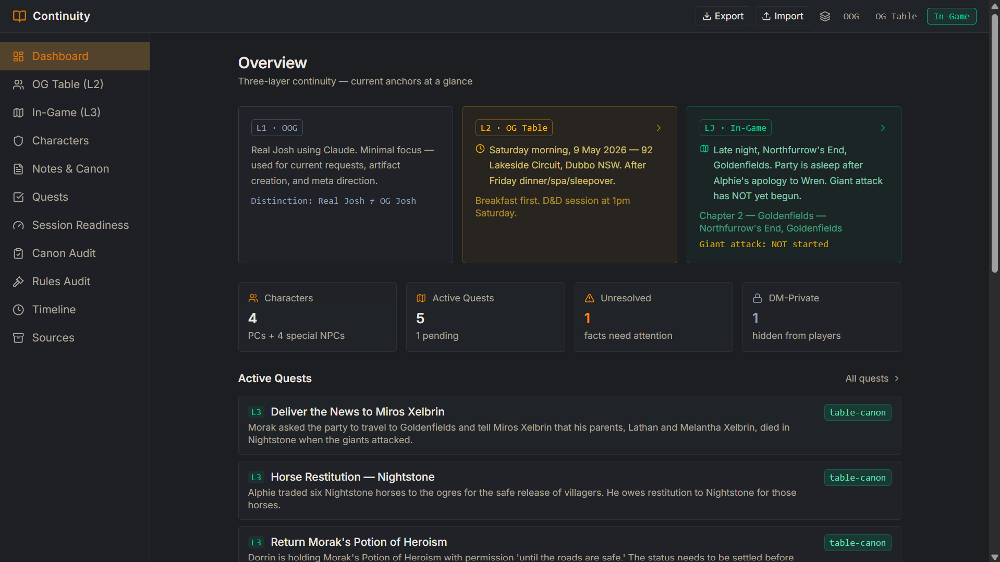 Continuity
Export
Import
OOG
OG Table
In-Game
Dashboard
OG Table (L2)
In-Game (L3)
Characters
Notes & Canon
Quests
Session Readiness
Canon Audit
Rules Audit
Timeline
Sources
Overview
Three-layer continuity — current anchors at a glance
L1 · OOG
Real Josh using Claude. Minimal focus —
used for current requests, artifact
creation, and meta direction.
Distinction: Real Josh ≠ OG Josh
L2 · OG Table
Saturday morning, 9 May 2026 — 92
Lakeside Circuit, Dubbo NSW. After
Friday dinner/spa/sleepover.
Breakfast first. D&D session at 1pm
Saturday.
L3 · In-Game
Late night, Northfurrow's End,
Goldenfields. Party is asleep after
Alphie's apology to Wren. Giant attack
has NOT yet begun.
Chapter 2 — Goldenfields —
Northfurrow's End, Goldenfields
Giant attack: NOT started
Characters
4
PCs + 4 special NPCs
Active Quests
5
1 pending
Unresolved
1
facts need attention
DM-Private
1
hidden from players
Active Quests
All quests
L3 Deliver the News to Miros Xelbrin
table-canon
Morak asked the party to travel to Goldenfields and tell Miros Xelbrin that his parents, Lathan and Melantha Xelbrin, died in
Nightstone when the giants attacked.
L3 Horse Restitution — Nightstone
table-canon
Alphie traded six Nightstone horses to the ogres for the safe release of villagers. He owes restitution to Nightstone for those
horses.
L3 Return Morak's Potion of Heroism
table-canon
Dorrin is holding Morak's Potion of Heroism with permission 'until the roads are safe.' The status needs to be settled before